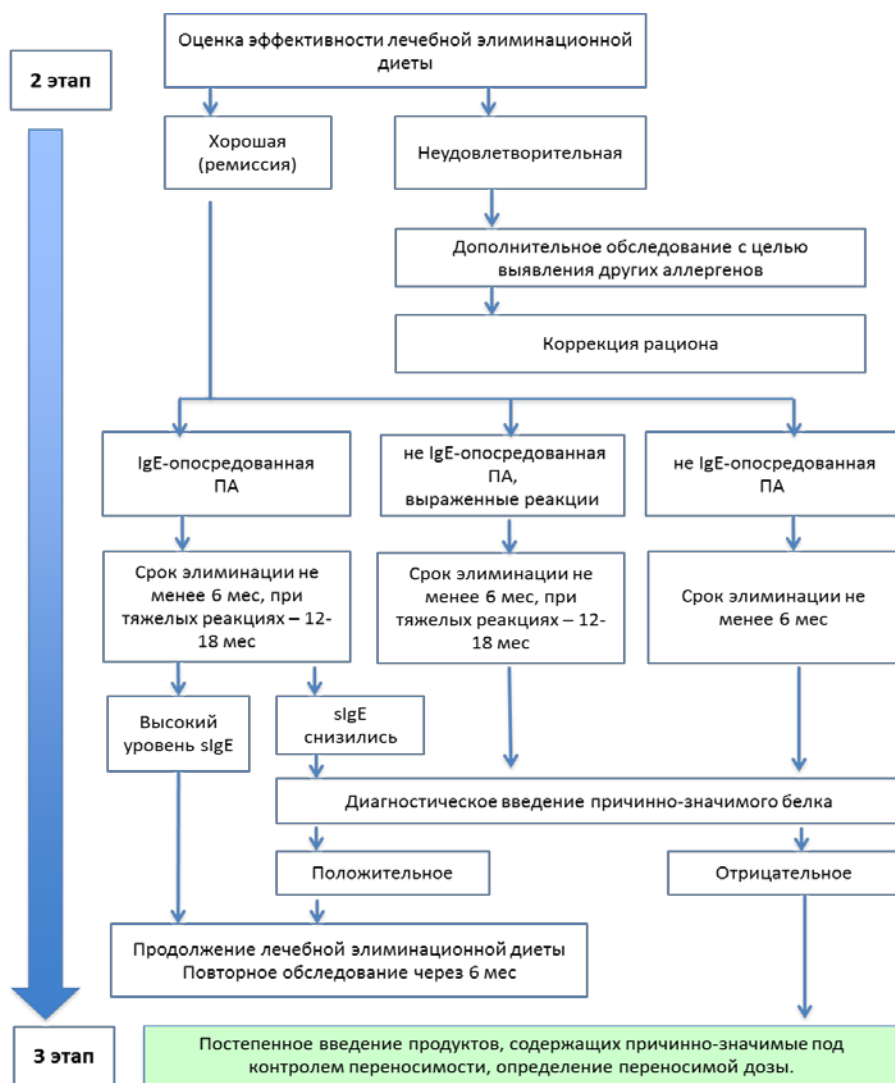 Оценка эффективности лечебной элиминационной
диеты
2 этап
Хорошая
(ремиссия)
Неудовлетворительная
Дополнительное обследование с целью
выявления других аллергенов
Коррекция рациона
IgE-опосредованная
ПА
не IgE-опосредованная
ПА,
выраженные реакции
не IgE-опосредованная
ПА
Срок элиминации не
менее 6 мес, при
тяжелых реакциях – 12-
18 мес
Срок элиминации не
менее 6 мес, при
тяжелых реакциях – 12-
18 мес
Срок элиминации не
менее 6 мес
Высокий
уровень sIgE
sIgE
снизились
Диагностическое введение причинно-значимого белка
Положительное
Отрицательное
Продолжение лечебной элиминационной диеты
Повторное обследование через 6 мес
3 этап
Постепенное введение продуктов, содержащих причинно-значимые под
контролем переносимости, определение переносимой дозы.